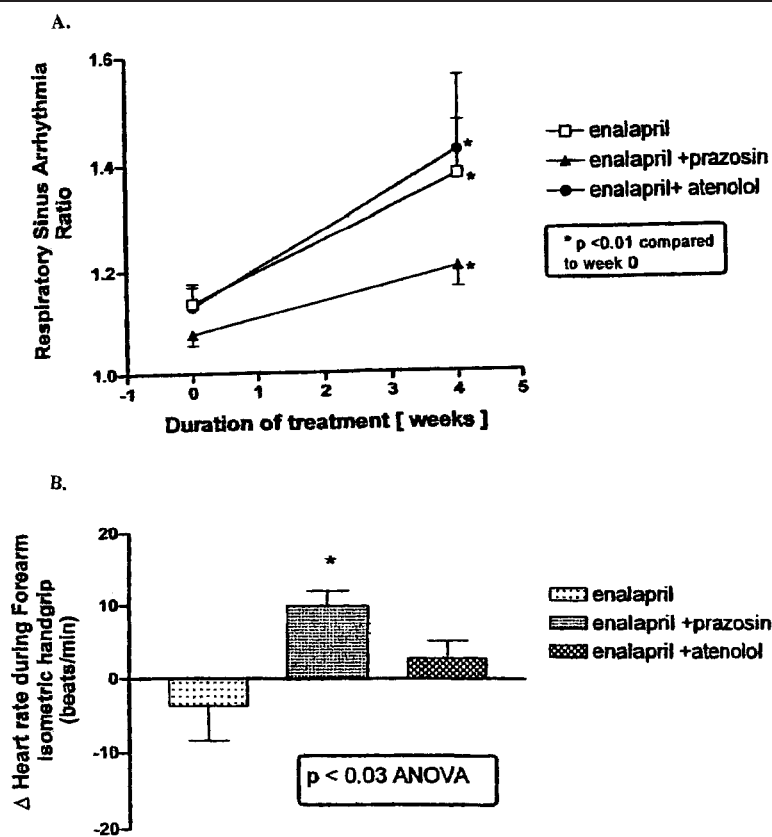 A.
Respiratory Sinus Arrhythmia
Ratio
1.6
1.4
1.2
1.0
-1
0
1
2
3
4
5
*
*
*
Duration of treatment [ weeks ]
enalapril
enalapril +prazosin
enalapril+ atenolol
* p <0.01 compared
to week 0
B.
Δ Heart rate during Forearm
Isometric handgrip
(beats/min)
20
10
0
-10
-20
*
enalapril
enalapril +prazosin
enalapril +atenolol
p < 0.03 ANOVA